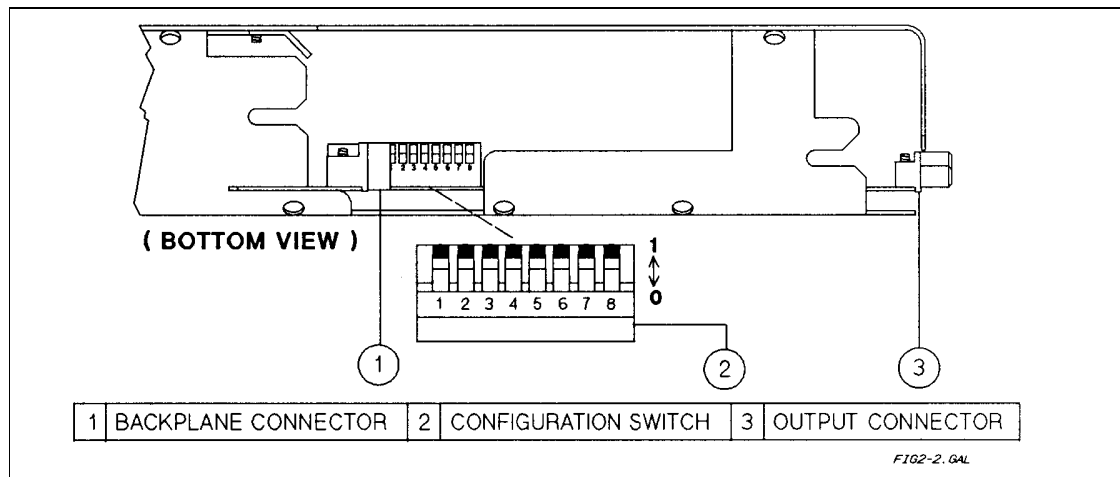 1 2 3 4 5 6 7 8
( BOTTOM VIEW )
1
0
1 2 3 4 5 6 7 8
1
2
3
1 BACKPLANE CONNECTOR 2 CONFIGURATION SWITCH 3 OUTPUT CONNECTOR
FIG2-2.GAL